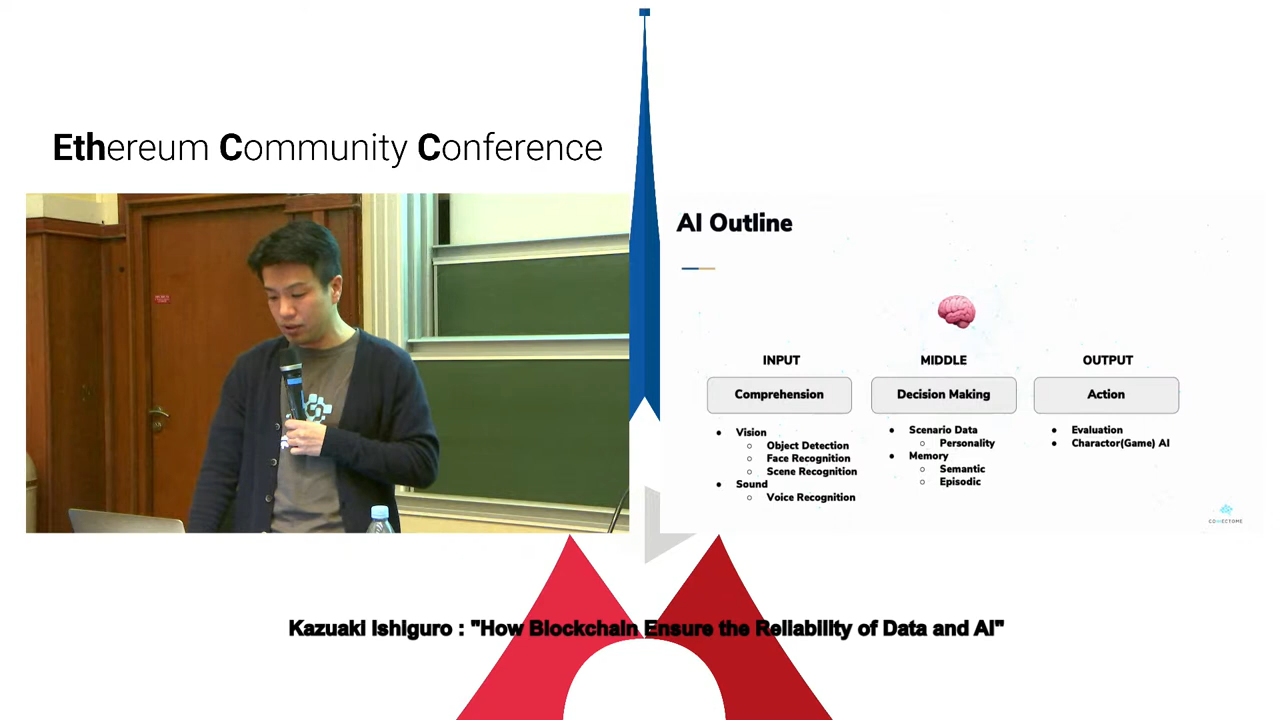 Ethereum Community Conference
AI Outline
INPUT
Comprehension
Vision
Object Detection
Face Recognition
Scene Recognition
Sound
Voice Recognition
MIDDLE
Decision Making
Scenario Data
Personality
Memory
Semantic
Episodic
OUTPUT
Action
Evaluation
Charactor(Game) AI
CONNECTOME
Kazuaki Ishiguro : "How Blockchain Ensure the Reliability of Data and AI"